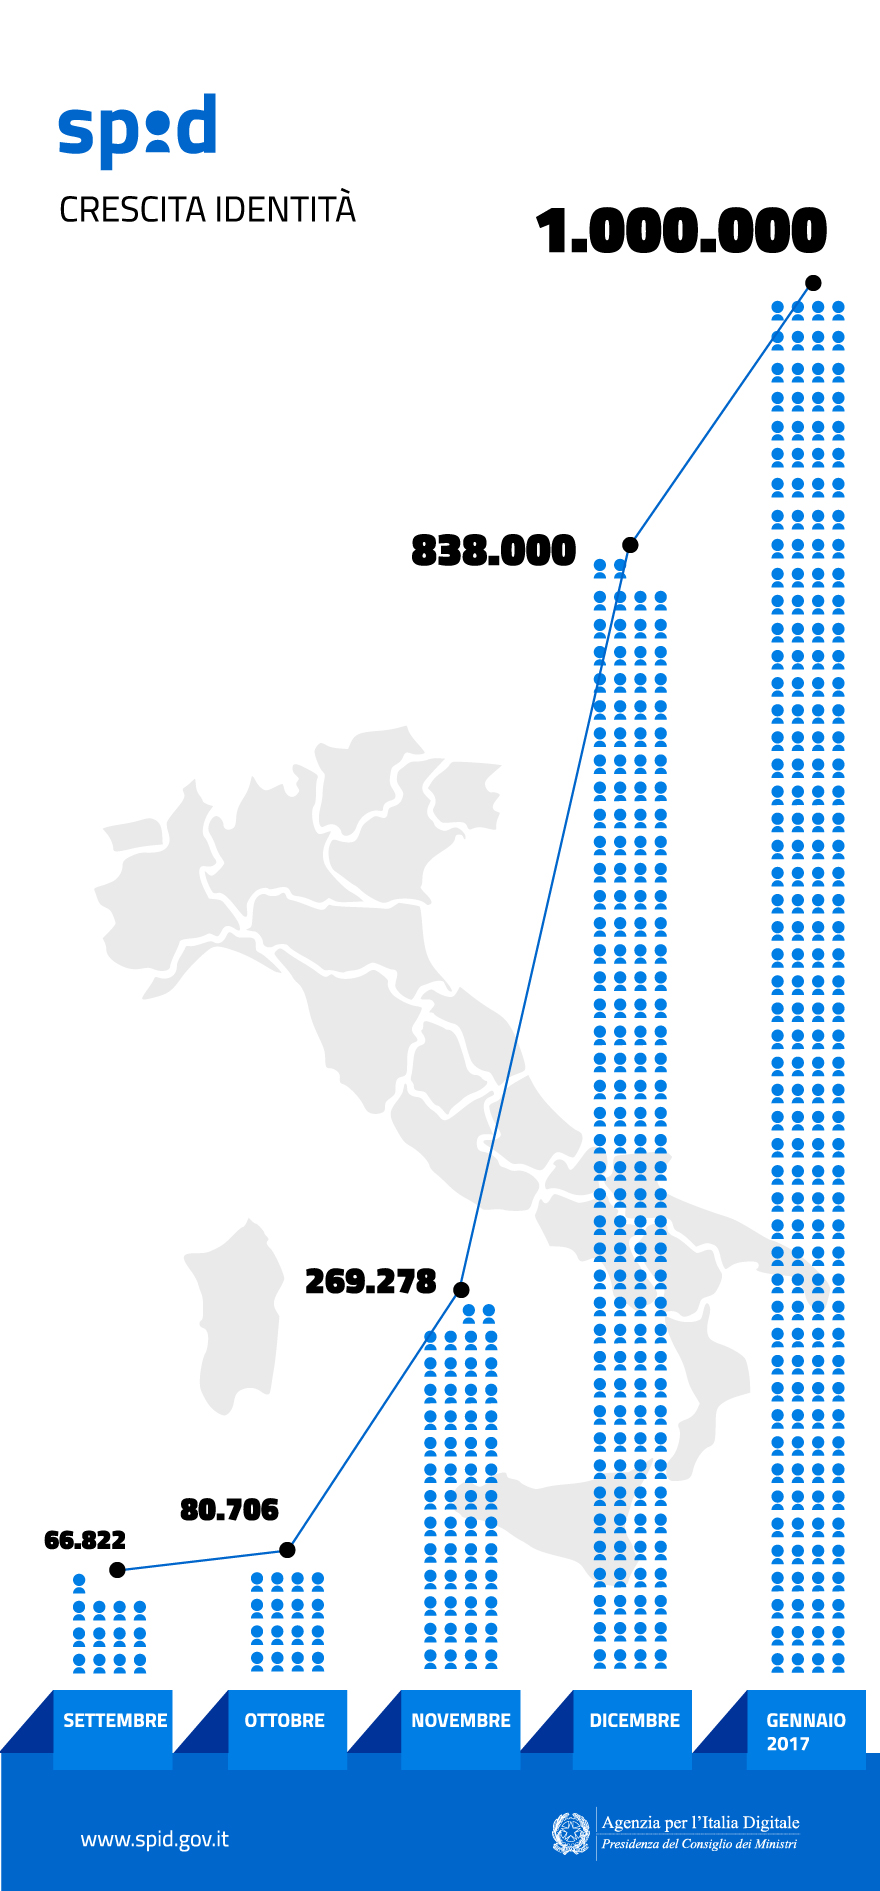 spid
CRESCITA IDENTITÀ
1.000.000
838.000
269.278
80.706
66.822
SETTEMBRE
OTTOBRE
NOVEMBRE
DICEMBRE
GENNAIO
2017
www.spid.gov.it
Agenzia per l'Italia Digitale
Presidenza del Consiglio dei Ministri